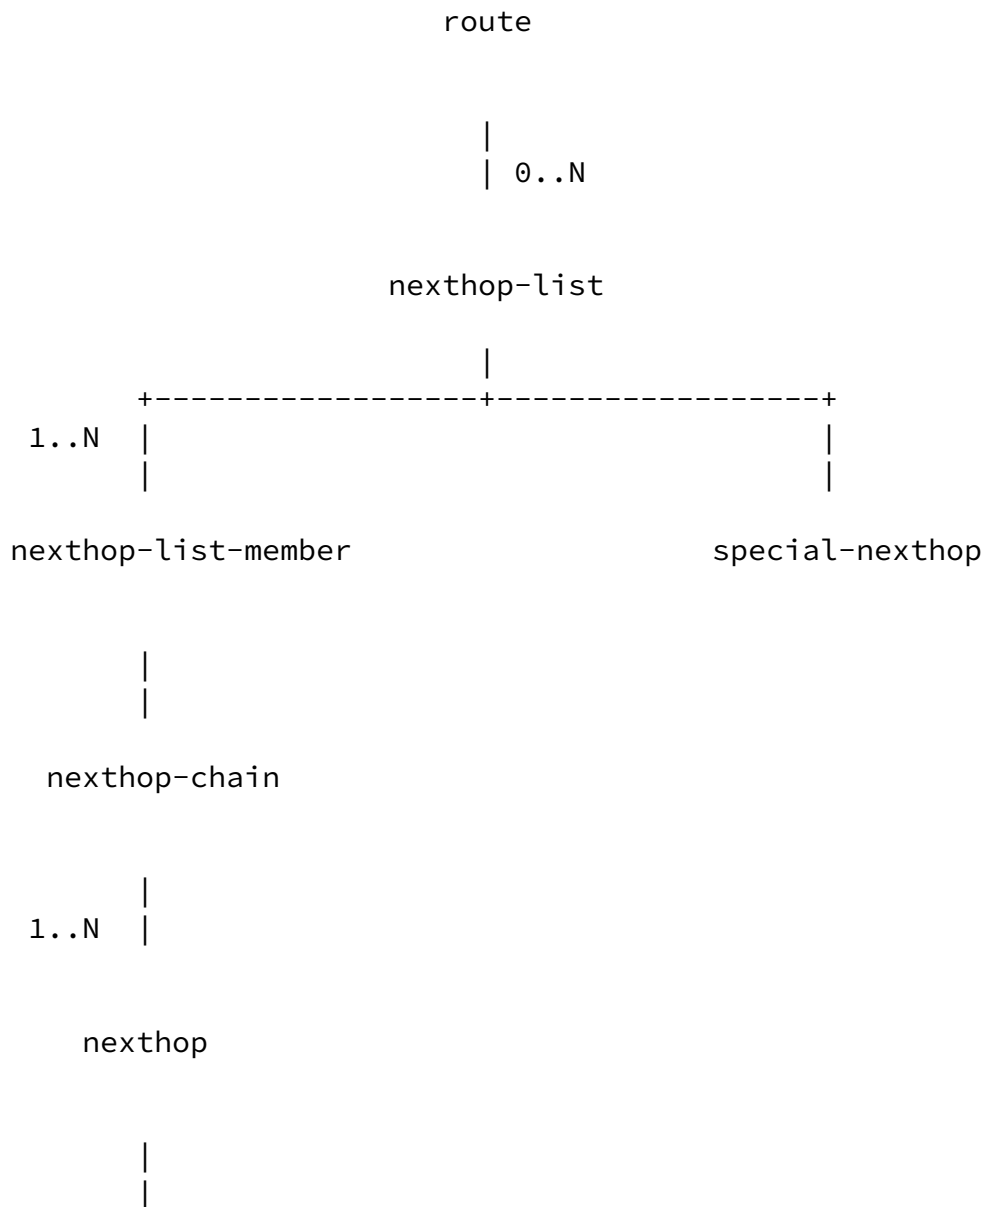 route
|
| 0..N
nexthop-list
|
+------------------+------------------+
1..N | |
| |
nexthop-list-member special-nexthop
|
|
nexthop-chain
|
1..N |
nexthop
|
|